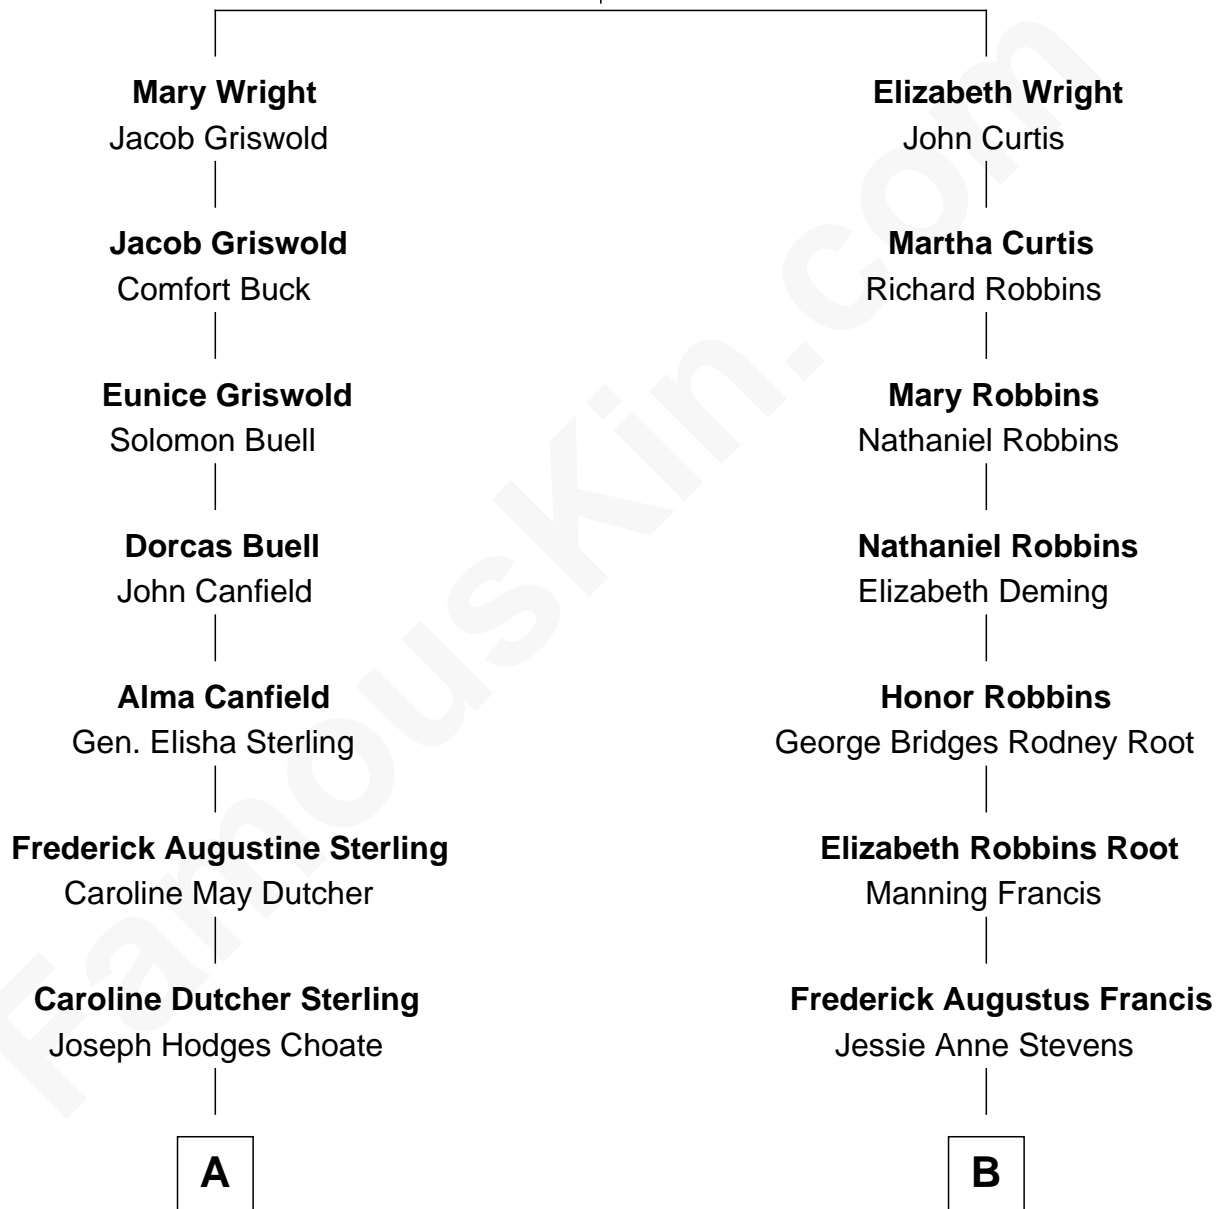 Mary Wright
Jacob Griswold
Jacob Griswold
Comfort Buck
Eunice Griswold
Solomon Buell
Dorcas Buell
John Canfield
Alma Canfield
Gen. Elisha Sterling
Frederick Augustine Sterling
Caroline May Dutcher
Caroline Dutcher Sterling
Joseph Hodges Choate
A
Elizabeth Wright
John Curtis
Martha Curtis
Richard Robbins
Mary Robbins
Nathaniel Robbins
Nathaniel Robbins
Elizabeth Deming
Honor Robbins
George Bridges Rodney Root
Elizabeth Robbins Root
Manning Francis
Frederick Augustus Francis
Jessie Anne Stevens
B
FamousKin.com